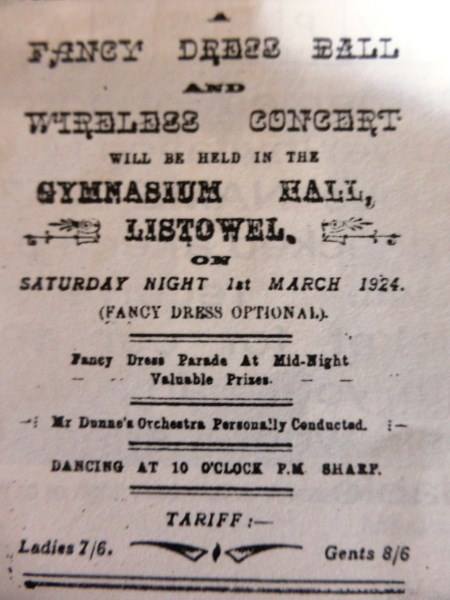 A
FANCY DRESS BALL
AND
WIRELESS CONCERT
WILL BE HELD IN THE
GYMNASIUM HALL,
LISTOWEL.
ON
SATURDAY NIGHT 1st MARCH 1924.
(FANCY DRESS OPTIONAL).
Fancy Dress Parade At Mid-Night
Valuable Prizes.
Mr Dunne's Orchestra Personally Conducted.
DANCING AT 10 O'CLOCK P.M. SHARP.
TARIFF:—
Ladies 7/6. Gents 8/6